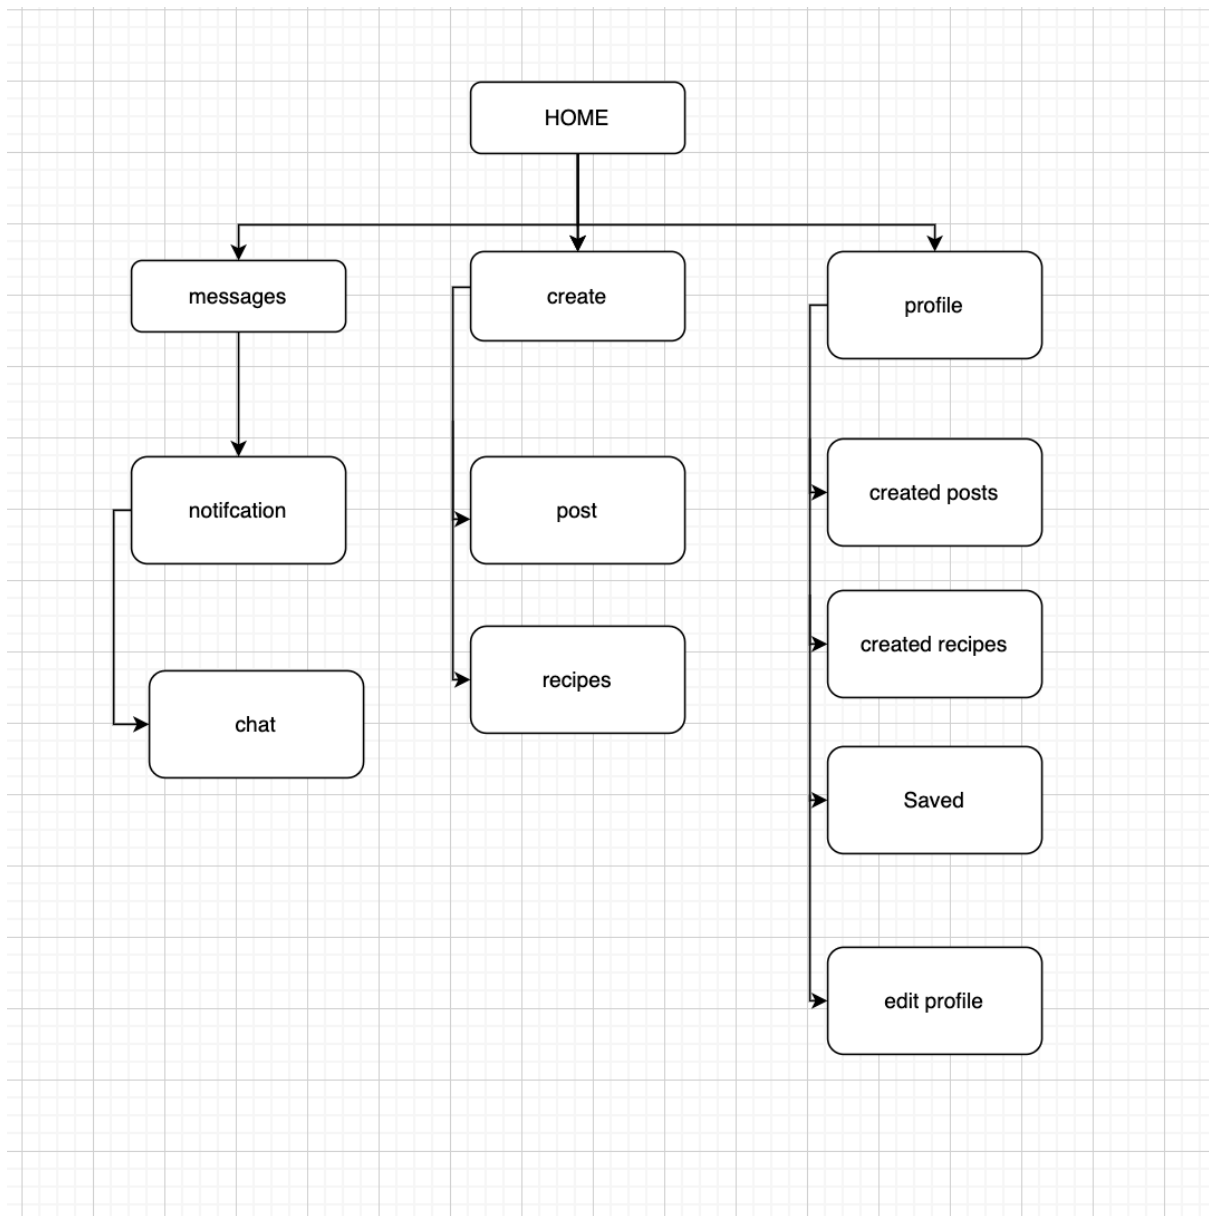 HOME
messages
create
profile
notifcation
post
created posts
created recipes
recipes
chat
Saved
edit profile